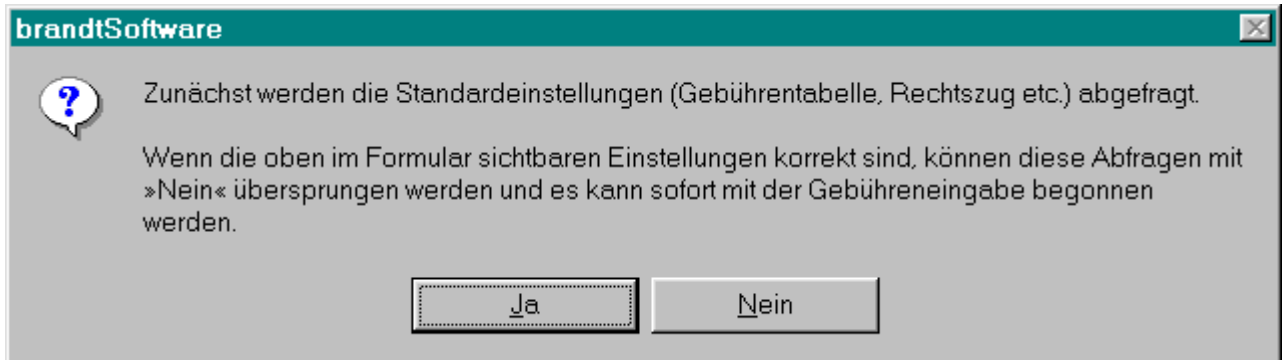 brandtSoftware
Zunächst werden die Standardeinstellungen (Gebührentabelle, Rechtszug etc.) abgefragt.
Wenn die oben im Formular sichtbaren Einstellungen korrekt sind, können diese Abfragen mit
»Nein« übersprungen werden und es kann sofort mit der Gebühreneingabe begonnen
werden.
Ja
Nein